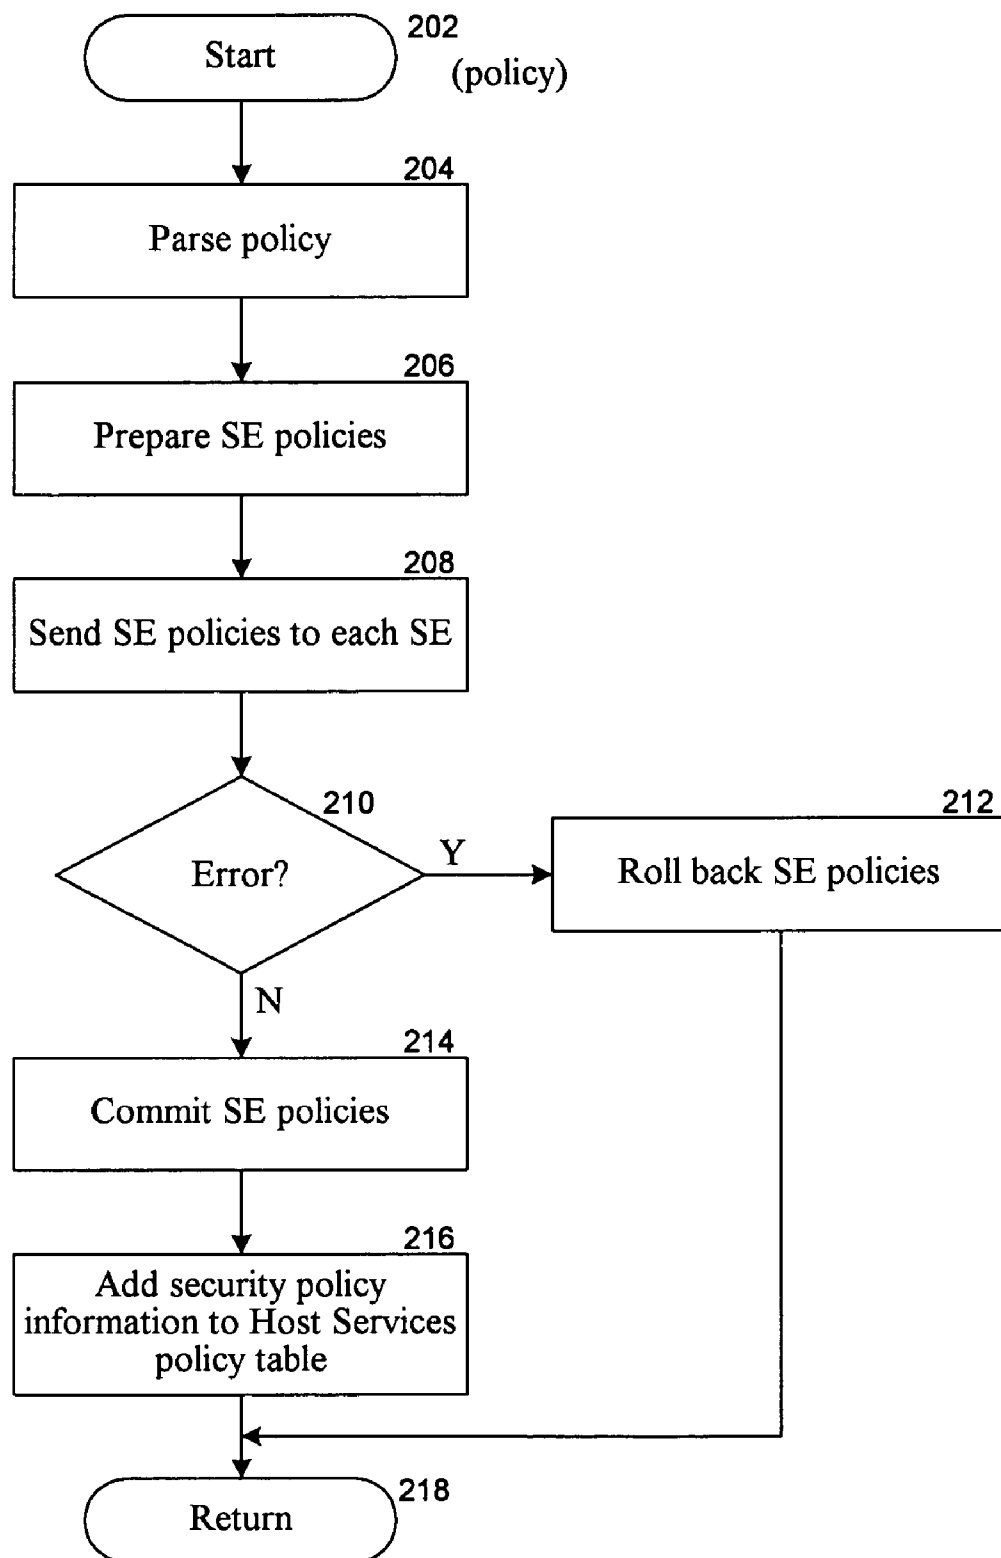 202
Start
(policy)
204
Parse policy
206
Prepare SE policies
208
Send SE policies to each SE
210
Error?
Y
212
Roll back SE policies
N
214
Commit SE policies
216
Add security policy
information to Host Services
policy table
218
Return